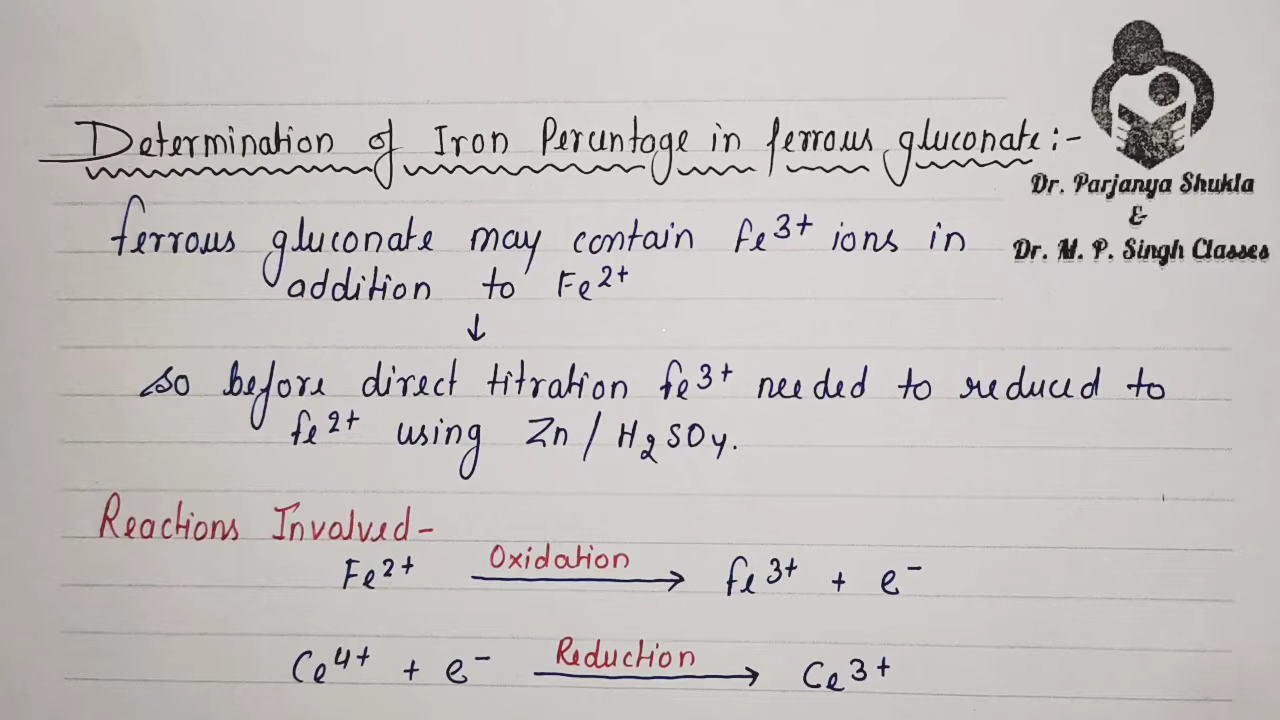 Determination of Iron Percuntage in ferrous gluconate:-
Dr. Parjanya Shukla
&
Dr. M. P. Singh Classes
ferrous gluconate may contain Fe³⁺ ions in
addition to Fe²⁺
↓
so before direct titration fe³⁺ needed to reduced to
fe²⁺ using Zn / H₂SO₄.
Reactions Involved-
Fe²⁺ Oxidation → fe³⁺ + e⁻
Ce⁴⁺ + e⁻ Reduction → Ce³⁺